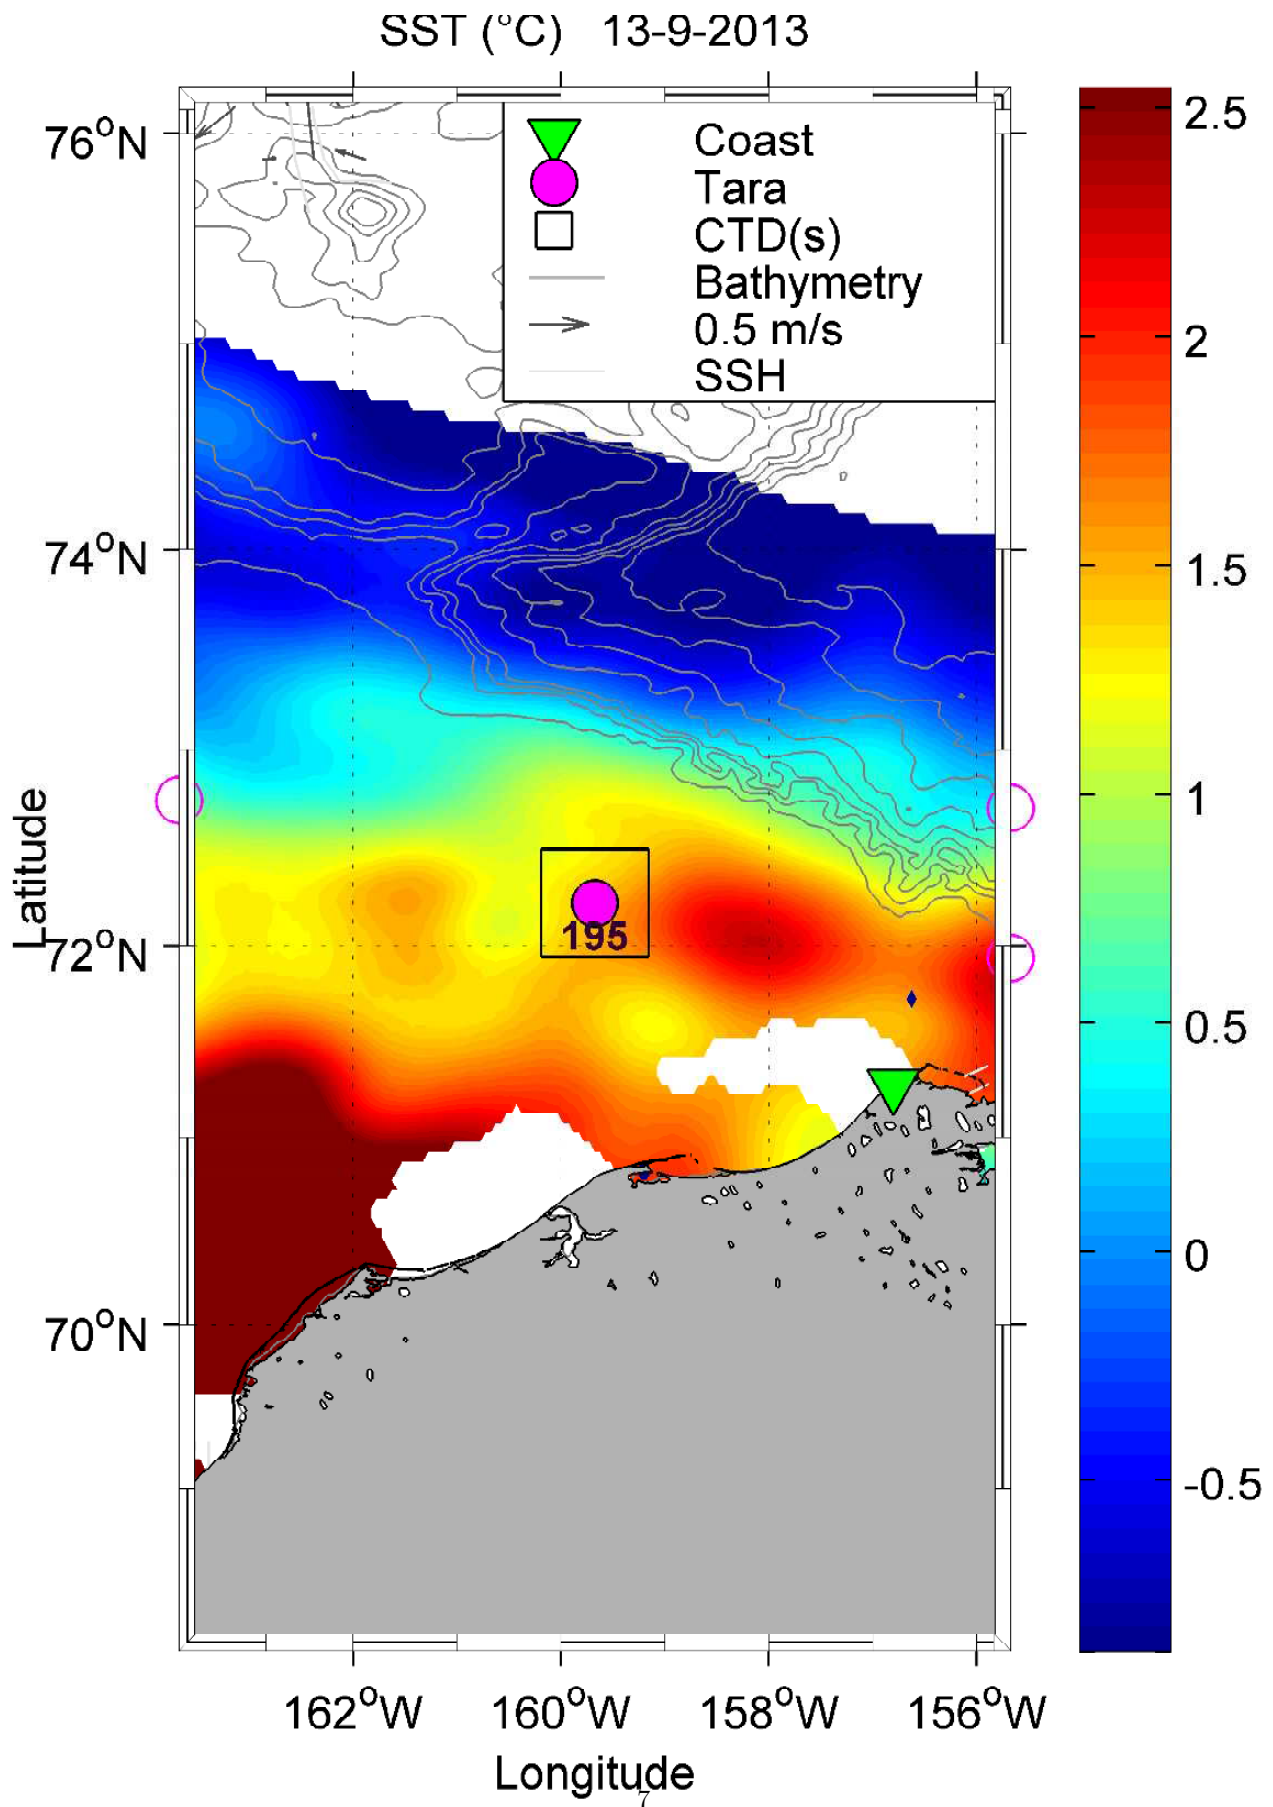 SST (°C) 13-9-2013
Coast
Tara
CTD(s)
Bathymetry
0.5 m/s
SSH
76°N
74°N
72°N
70°N
Latitude
195
162°W 160°W 158°W 156°W
Longitude
2.5
2
1.5
1
0.5
0
-0.5
7